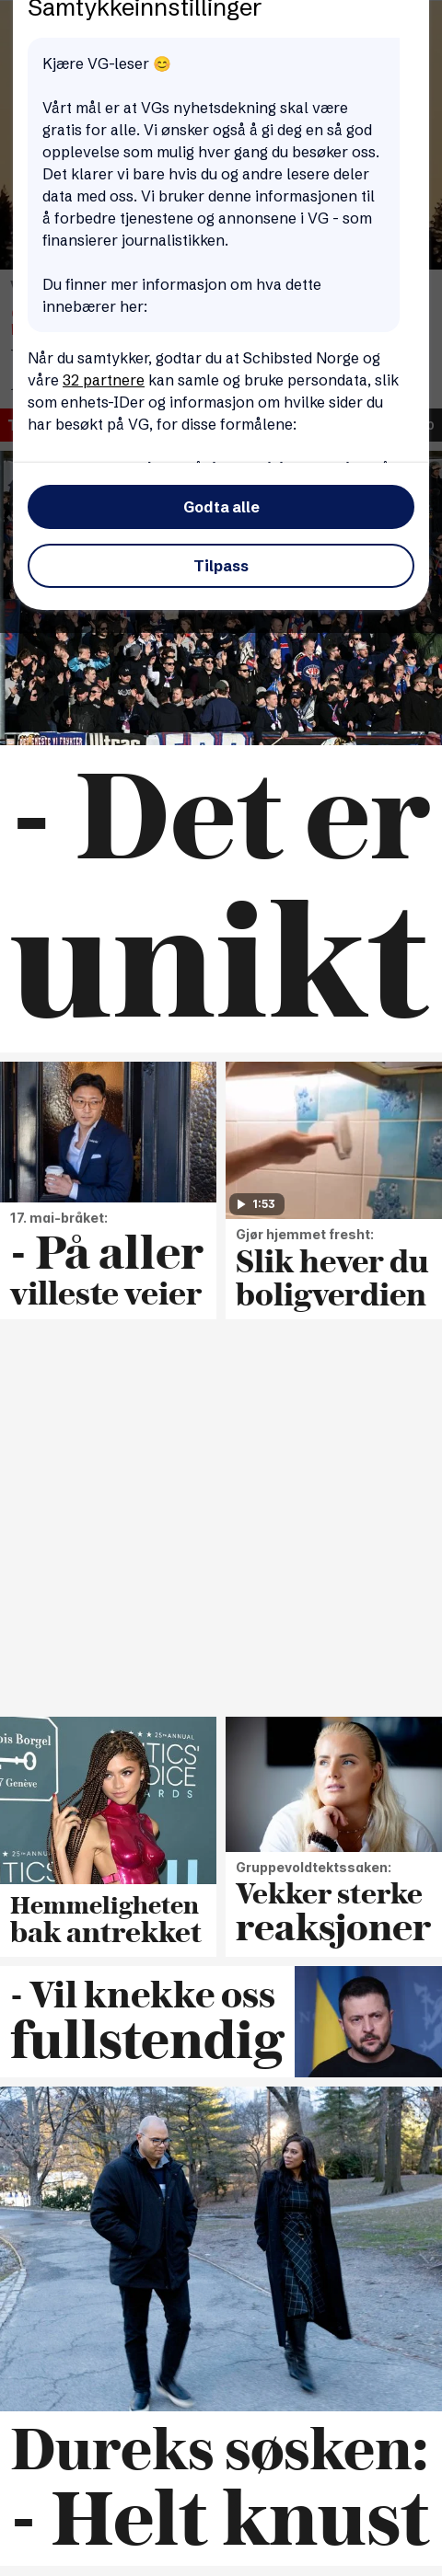 Samtykkeinnstillinger
Kjære VG-leser 😊
Vårt mål er at VGs nyhetsdekning skal være
gratis for alle. Vi ønsker også å gi deg en så god
opplevelse som mulig hver gang du besøker oss.
Det klarer vi bare hvis du og andre lesere deler
data med oss. Vi bruker denne informasjonen til
å forbedre tjenestene og annonsene i VG - som
finansierer journalistikken.
Du finner mer informasjon om hva dette
innebærer her:
Når du samtykker, godtar du at Schibsted Norge og
våre 32 partnere kan samle og bruke persondata, slik
som enhets-IDer og informasjon om hvilke sider du
har besøkt på VG, for disse formålene:
Godta alle
Tilpass
- Det er
unikt
17. mai-bråket:
- På aller
villeste veier
1:53
Gjør hjemmet fresht:
Slik hever du
boligverdien
25TH ANNUAL
Genève
Hemmeligheten
bak antrekket
Gruppevoldtektssaken:
Vekker sterke
reaksjoner
- Vil knekke oss
fullstendig
Dureks søsken:
- Helt knust